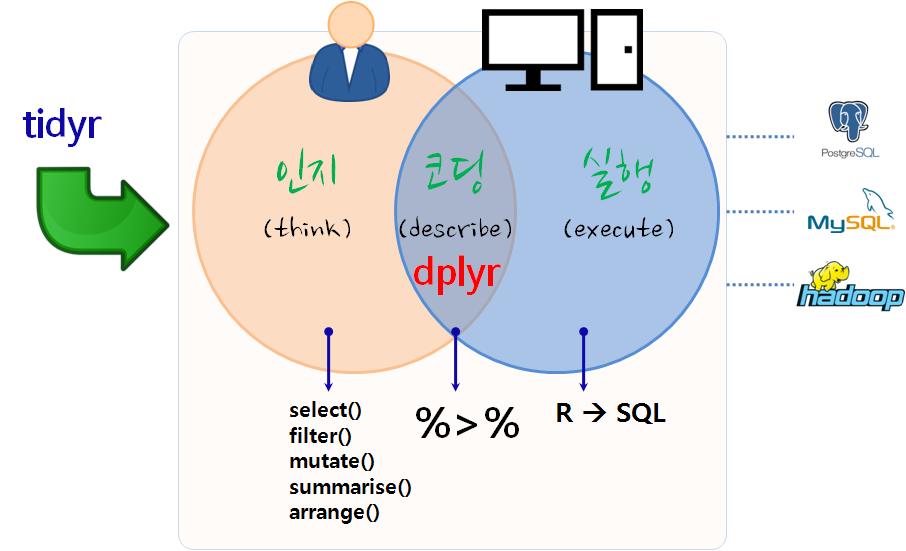 tidyr
인지
(think)
코딩
(describe)
dplyr
실행
(execute)
PostgreSQL
MySQL®
hadoop
select()
filter()
mutate()
summarise()
arrange()
%>%
R → SQL